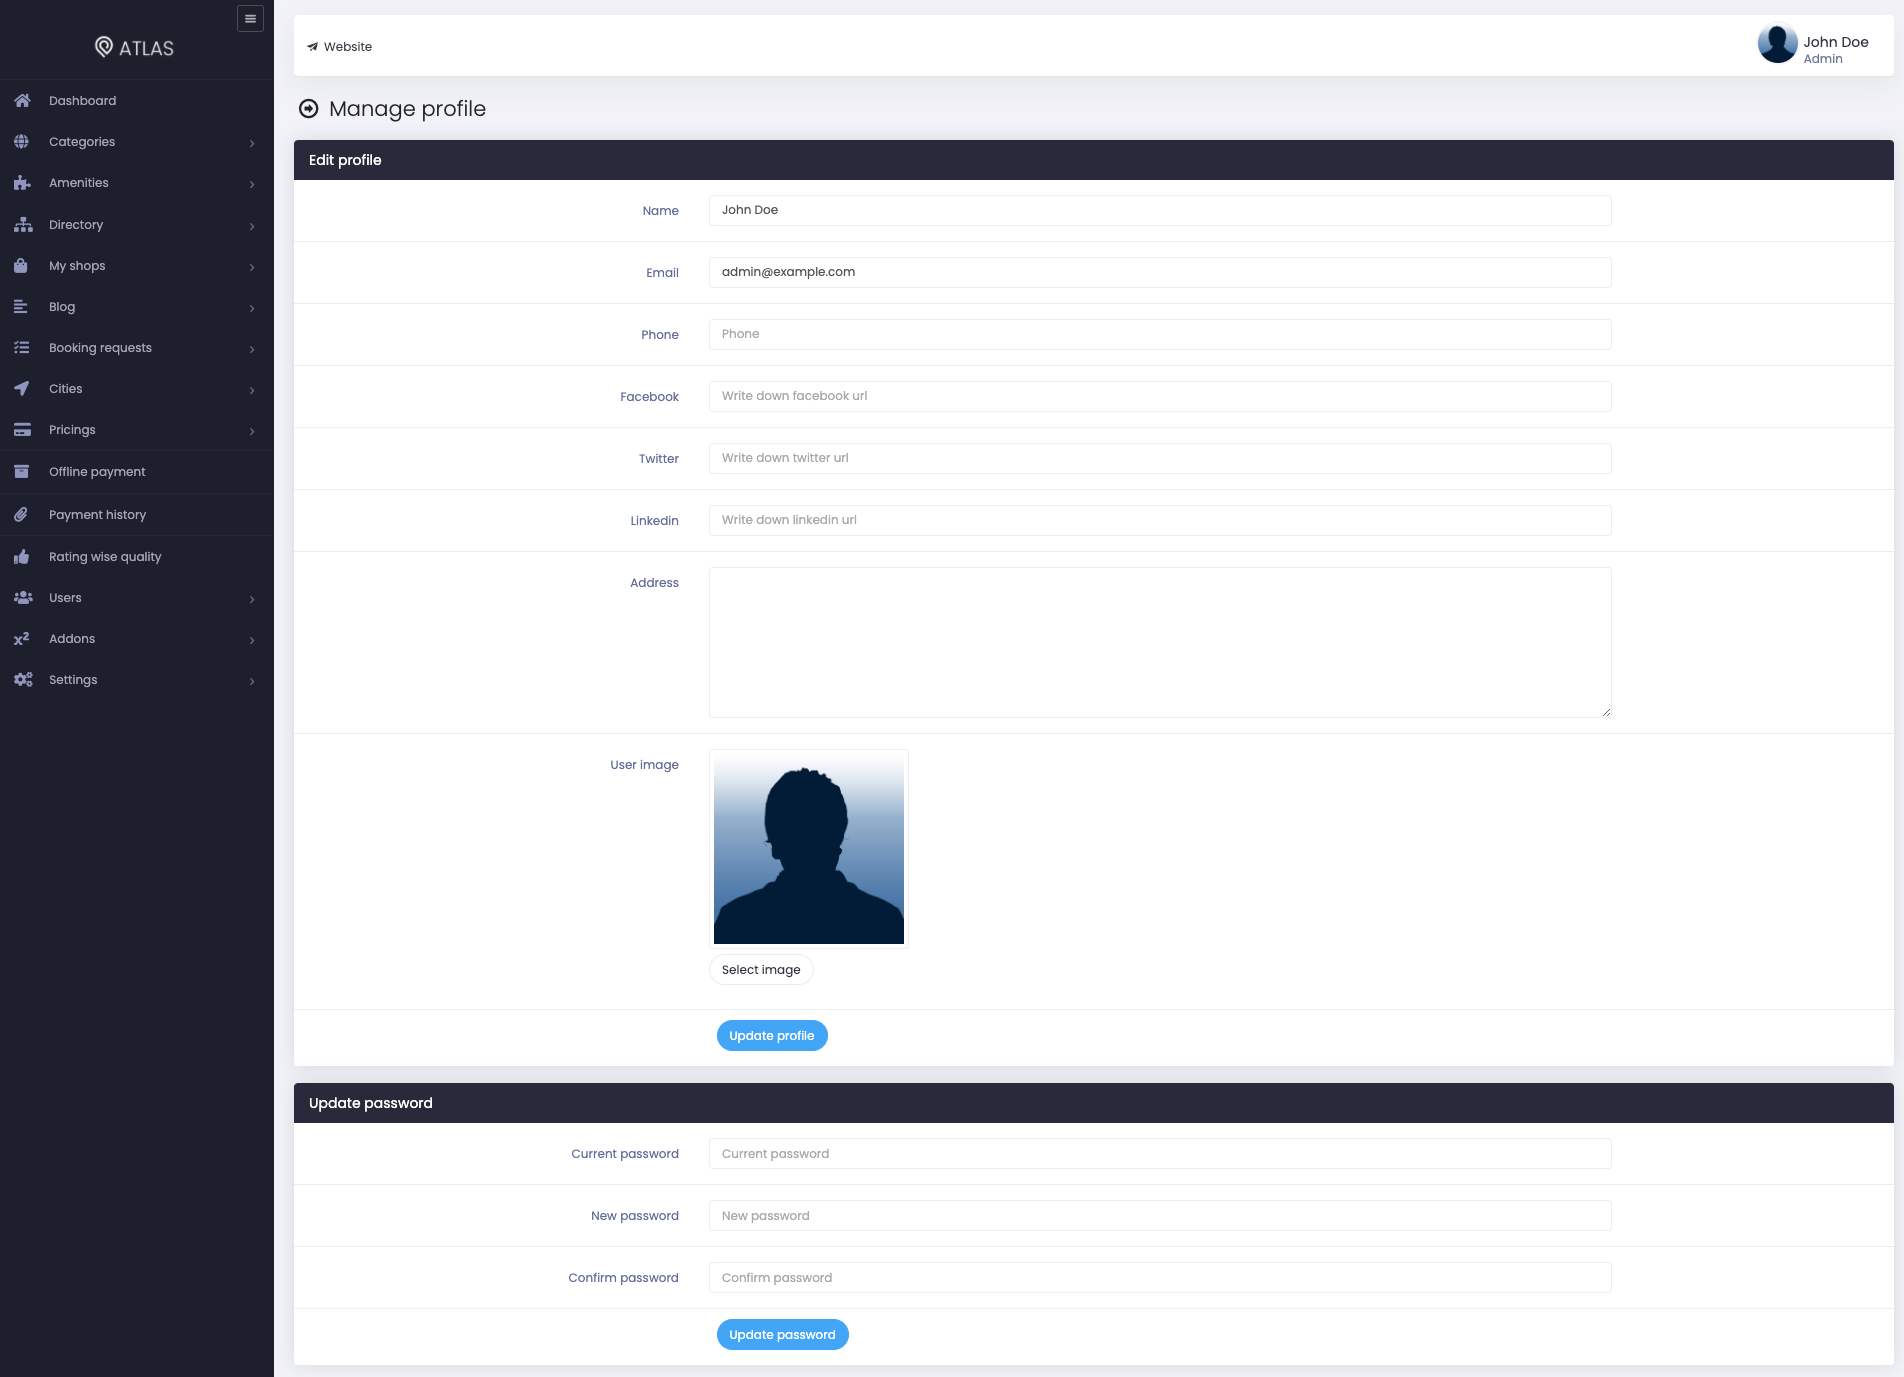 ATLAS
Dashboard
Categories
Amenities
Directory
My shops
Blog
Booking requests
Cities
Pricings
Offline payment
Payment history
Rating wise quality
Users
Addons
Settings
Website
John Doe
Admin
Manage profile
Edit profile
Name
John Doe
Email
admin@example.com
Phone
Phone
Facebook
Write down facebook url
Twitter
Write down twitter url
Linkedin
Write down linkedin url
Address
User image
Select image
Update profile
Update password
Current password
Current password
New password
New password
Confirm password
Confirm password
Update password